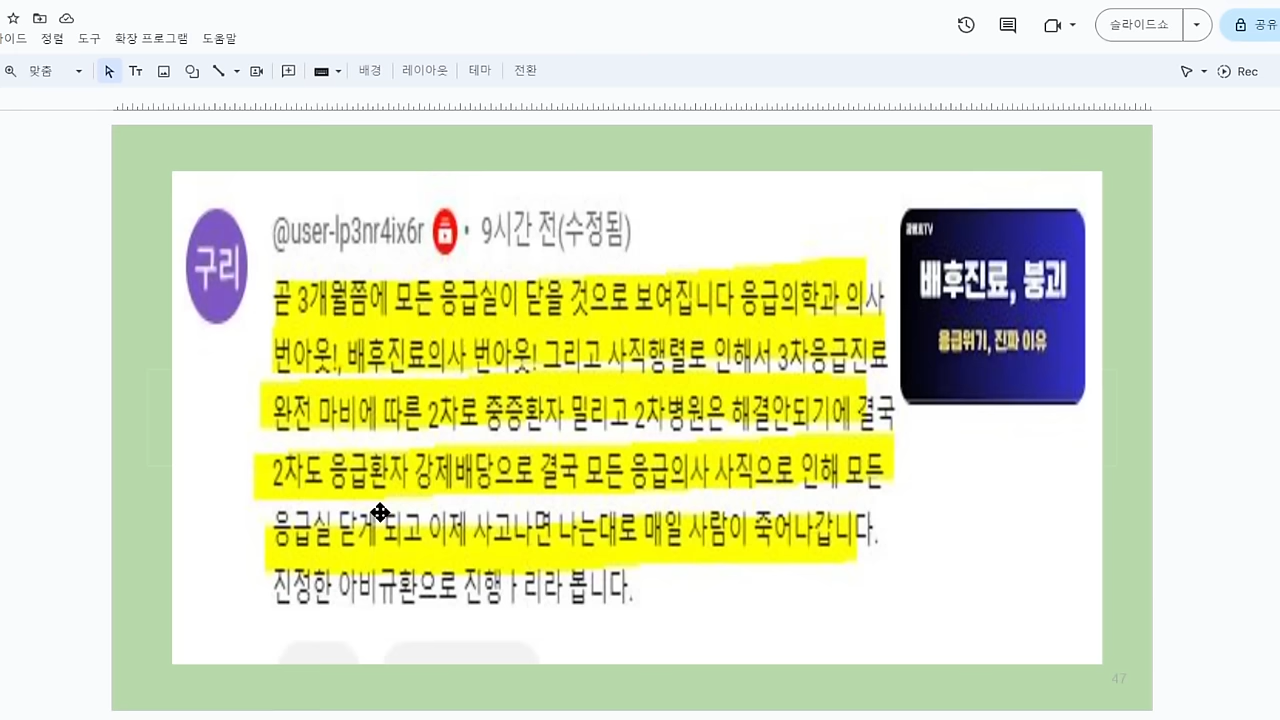 이드 정렬 도구 확장 프로그램 도움말
슬라이드쇼 공유
맞춤 Tт 배경 레이아웃 테마 전환 Rec
구리
@user-lp3nr4ix6r • 9시간 전(수정됨)
곧 3개월쯤에 모든 응급실이 닫을 것으로 보여집니다 응급의학과 의사
번아웃!, 배후진료의사 번아웃! 그리고 사직행렬로 인해서 3차응급진료
완전 마비에 따른 2차로 중증환자 밀리고 2차병원은 해결안되기에 결국
2차도 응급환자 강제배당으로 결국 모든 응급의사 사직으로 인해 모든
응급실 닫게 되고 이제 사고나면 나는대로 매일 사람이 죽어나갑니다.
진정한 아비규환으로 진행ㅏ리라 봅니다.
배후진료, 붕괴
응급위기, 진짜 이유
47